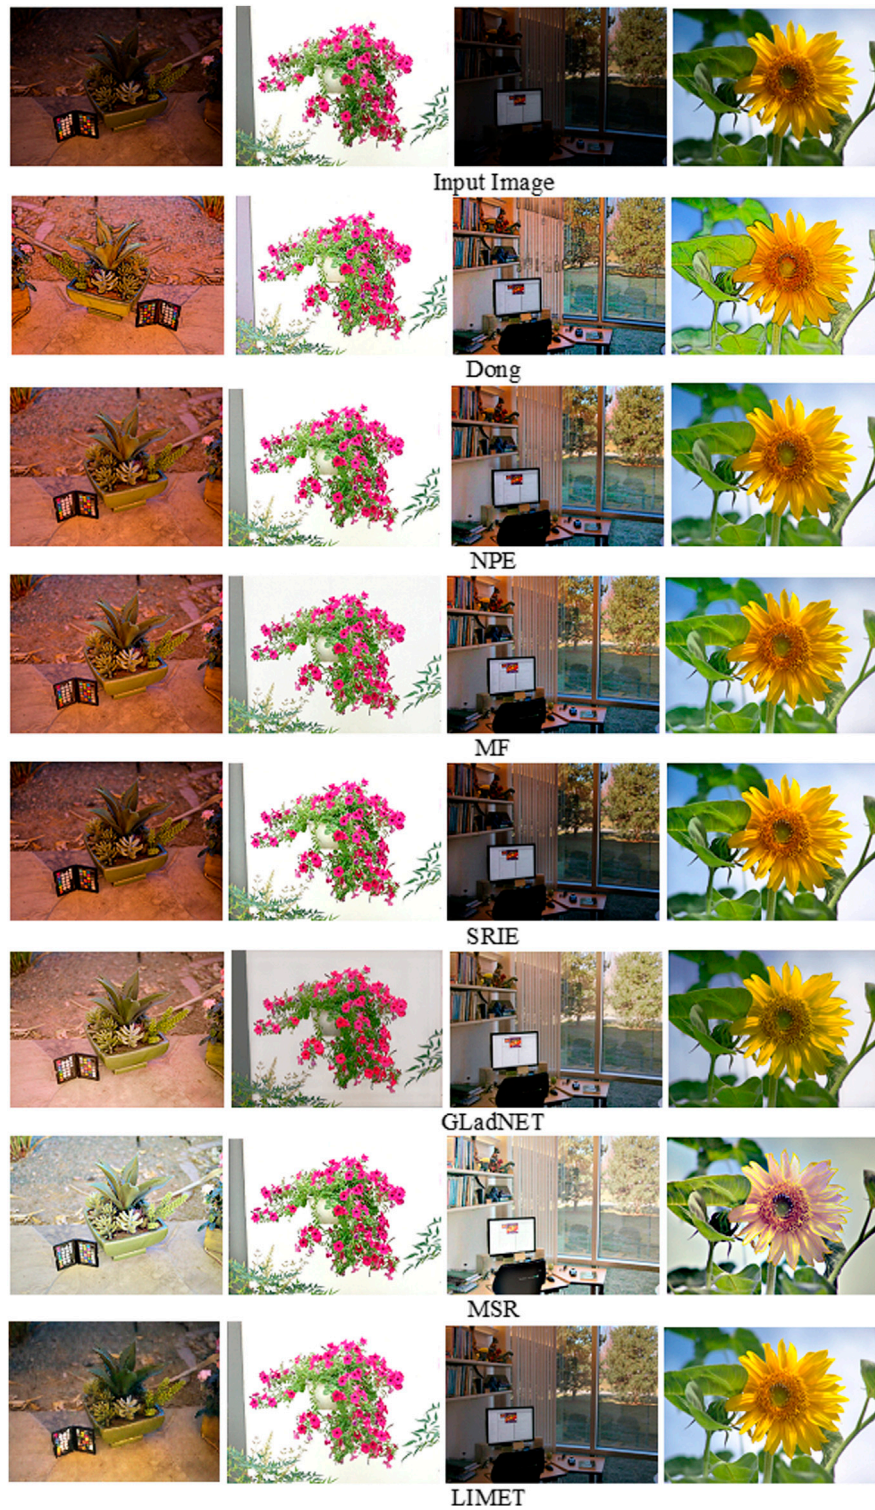 Input Image
Dong
NPE
MF
SRIE
GLadNET
MSR
LIMET